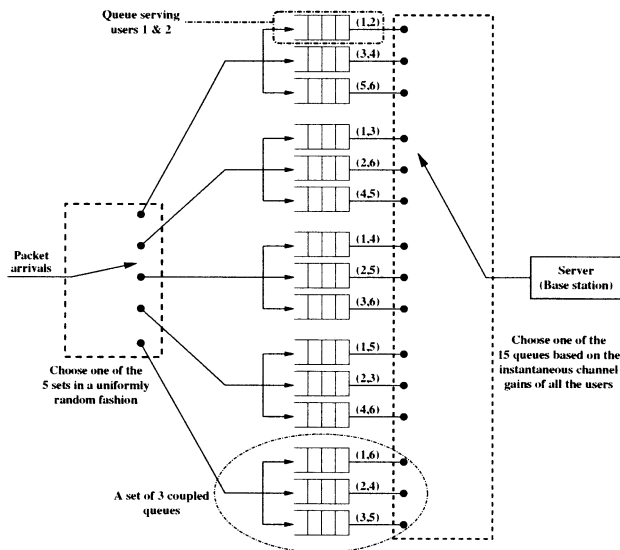 Queue serving
users 1 & 2
(1,2)
(3,4)
(5,6)
(1,3)
(2,6)
(4,5)
Packet
arrivals
(1,4)
(2,5)
(3,6)
Server
(Base station)
Choose one of the
5 sets in a uniformly
random fashion
(1,5)
(2,3)
(4,6)
Choose one of the
15 queues based on the
instantaneous channel
gains of all the users
A set of 3 coupled
queues
(1,6)
(2,4)
(3,5)